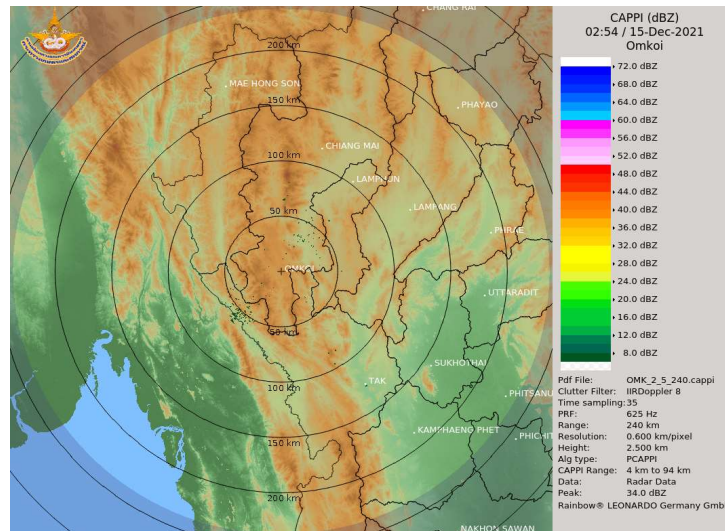 CAPPI (dBZ)
02:54 / 15-Dec-2021
Omkoi
72.0 dBZ
68.0 dBZ
64.0 dBZ
60.0 dBZ
56.0 dBZ
52.0 dBZ
48.0 dBZ
44.0 dBZ
40.0 dBZ
36.0 dBZ
32.0 dBZ
28.0 dBZ
24.0 dBZ
20.0 dBZ
16.0 dBZ
12.0 dBZ
8.0 dBZ
Pdf File: OMK_2_5_240.cappi
Clutter Filter: IIRDoppler 8
Time sampling:35
PRF: 625 Hz
Range: 240 km
Resolution: 0.600 km/pixel
Height: 2.500 km
Alg type: PCAPPI
CAPPI Range: 4 km to 94 km
Data: Radar Data
Peak: 34.0 dBZ
Rainbow® LEONARDO Germany Gmb
CHIANG RAI
200 km
MAE HONG SON
150 km
PHAYAO
CHIANG MAI
100 km
LAMPHUN
50 km
LAMPANG
PHRAE
OMKOI
UTTARADIT
50 km
SUKHOTHAI
100 km
TAK
PHITSANU
KAMPHAENG PHET
PHICHIT
150 km
200 km
NAKHON SAWAN